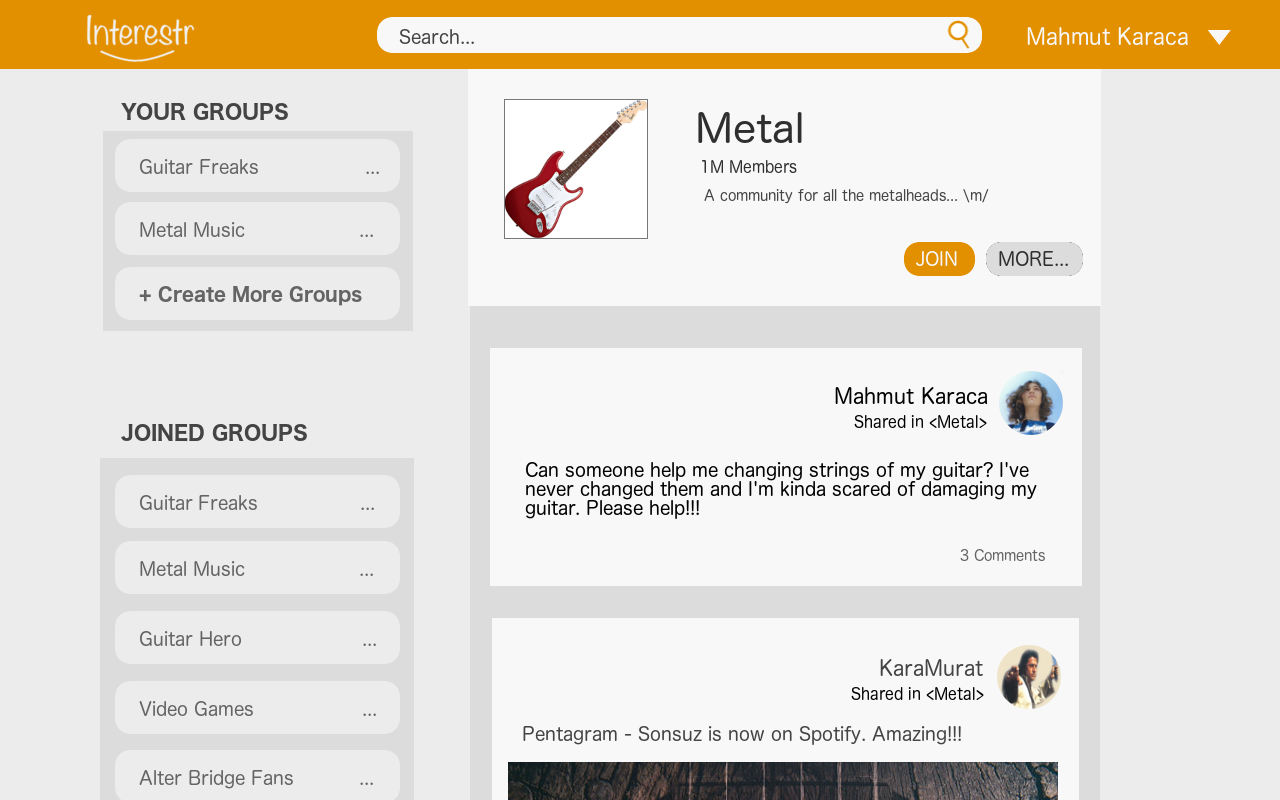 Interestr
Search...
Mahmut Karaca
YOUR GROUPS
Guitar Freaks ...
Metal Music ...
+ Create More Groups
JOINED GROUPS
Guitar Freaks ...
Metal Music ...
Guitar Hero ...
Video Games ...
Alter Bridge Fans ...
Metal
1M Members
A community for all the metalheads... \m/
JOIN
MORE...
Mahmut Karaca
Shared in <Metal>
Can someone help me changing strings of my guitar? I've
never changed them and I'm kinda scared of damaging my
guitar. Please help!!!
3 Comments
KaraMurat
Shared in <Metal>
Pentagram - Sonsuz is now on Spotify. Amazing!!!